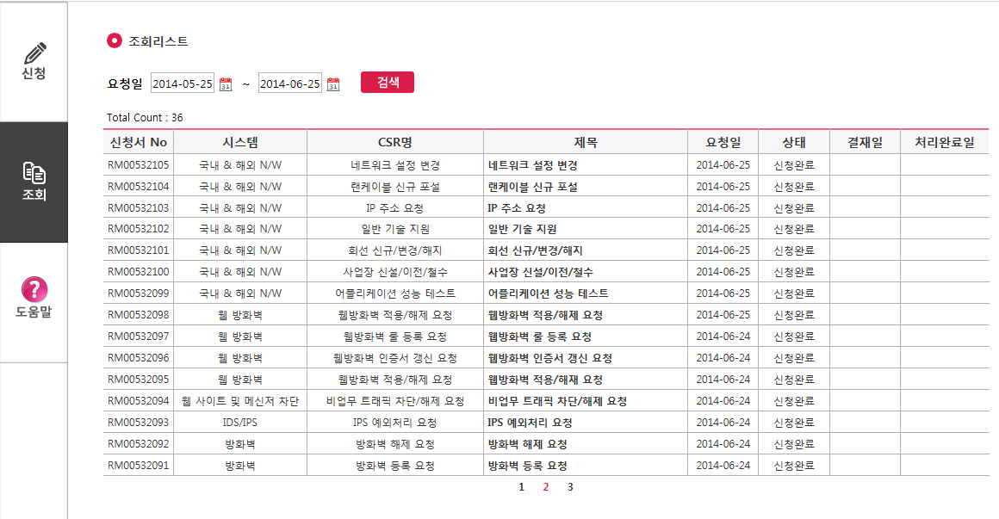 신청
조회
도움말
조회리스트
요청일 2014-05-25 ~ 2014-06-25 검색
Total Count : 36
신청서 No 시스템 CSR명 제목 요청일 상태 결재일 처리완료일
RM00532105 국내 & 해외 N/W 네트워크 설정 변경 네트워크 설정 변경 2014-06-25 신청완료
RM00532104 국내 & 해외 N/W 랜케이블 신규 포설 랜케이블 신규 포설 2014-06-25 신청완료
RM00532103 국내 & 해외 N/W IP 주소 요청 IP 주소 요청 2014-06-25 신청완료
RM00532102 국내 & 해외 N/W 일반 기술 지원 일반 기술 지원 2014-06-25 신청완료
RM00532101 국내 & 해외 N/W 회선 신규/변경/해지 회선 신규/변경/해지 2014-06-25 신청완료
RM00532100 국내 & 해외 N/W 사업장 신설/이전/철수 사업장 신설/이전/철수 2014-06-25 신청완료
RM00532099 국내 & 해외 N/W 어플리케이션 성능 테스트 어플리케이션 성능 테스트 2014-06-25 신청완료
RM00532098 웹 방화벽 웹방화벽 적용/해제 요청 웹방화벽 적용/해제 요청 2014-06-25 신청완료
RM00532097 웹 방화벽 웹방화벽 룰 등록 요청 웹방화벽 룰 등록 요청 2014-06-24 신청완료
RM00532096 웹 방화벽 웹방화벽 인증서 갱신 요청 웹방화벽 인증서 갱신 요청 2014-06-24 신청완료
RM00532095 웹 방화벽 웹방화벽 적용/해제 요청 웹방화벽 적용/해재 요청 2014-06-24 신청완료
RM00532094 웹 사이트 및 메신저 차단 비업무 트래픽 차단/해제 요청 비업무 트래픽 차단/해제 요청 2014-06-24 신청완료
RM00532093 IDS/IPS IPS 예외처리 요청 IPS 예외처리 요청 2014-06-24 신청완료
RM00532092 방화벽 방화벽 해제 요청 방화벽 해제 요청 2014-06-24 신청완료
RM00532091 방화벽 방화벽 등록 요청 방화벽 등록 요청 2014-06-24 신청완료
1 2 3